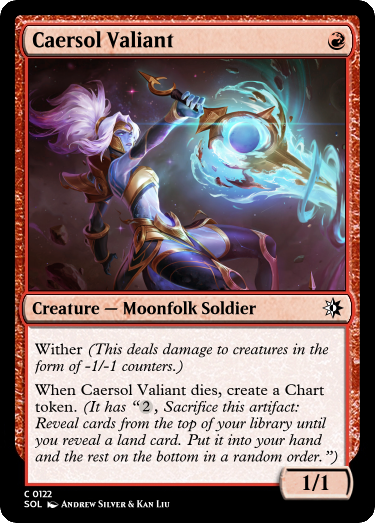 Caersol Valiant
Creature — Moonfolk Soldier
Wither (This deals damage to creatures in the
form of -1/-1 counters.)
When Caersol Valiant dies, create a Chart
token. (It has “2, Sacrifice this artifact:
Reveal cards from the top of your library until
you reveal a land card. Put it into your hand
and the rest on the bottom in a random order.”)
1/1
C 0122
SOL Andrew Silver & Kan Liu